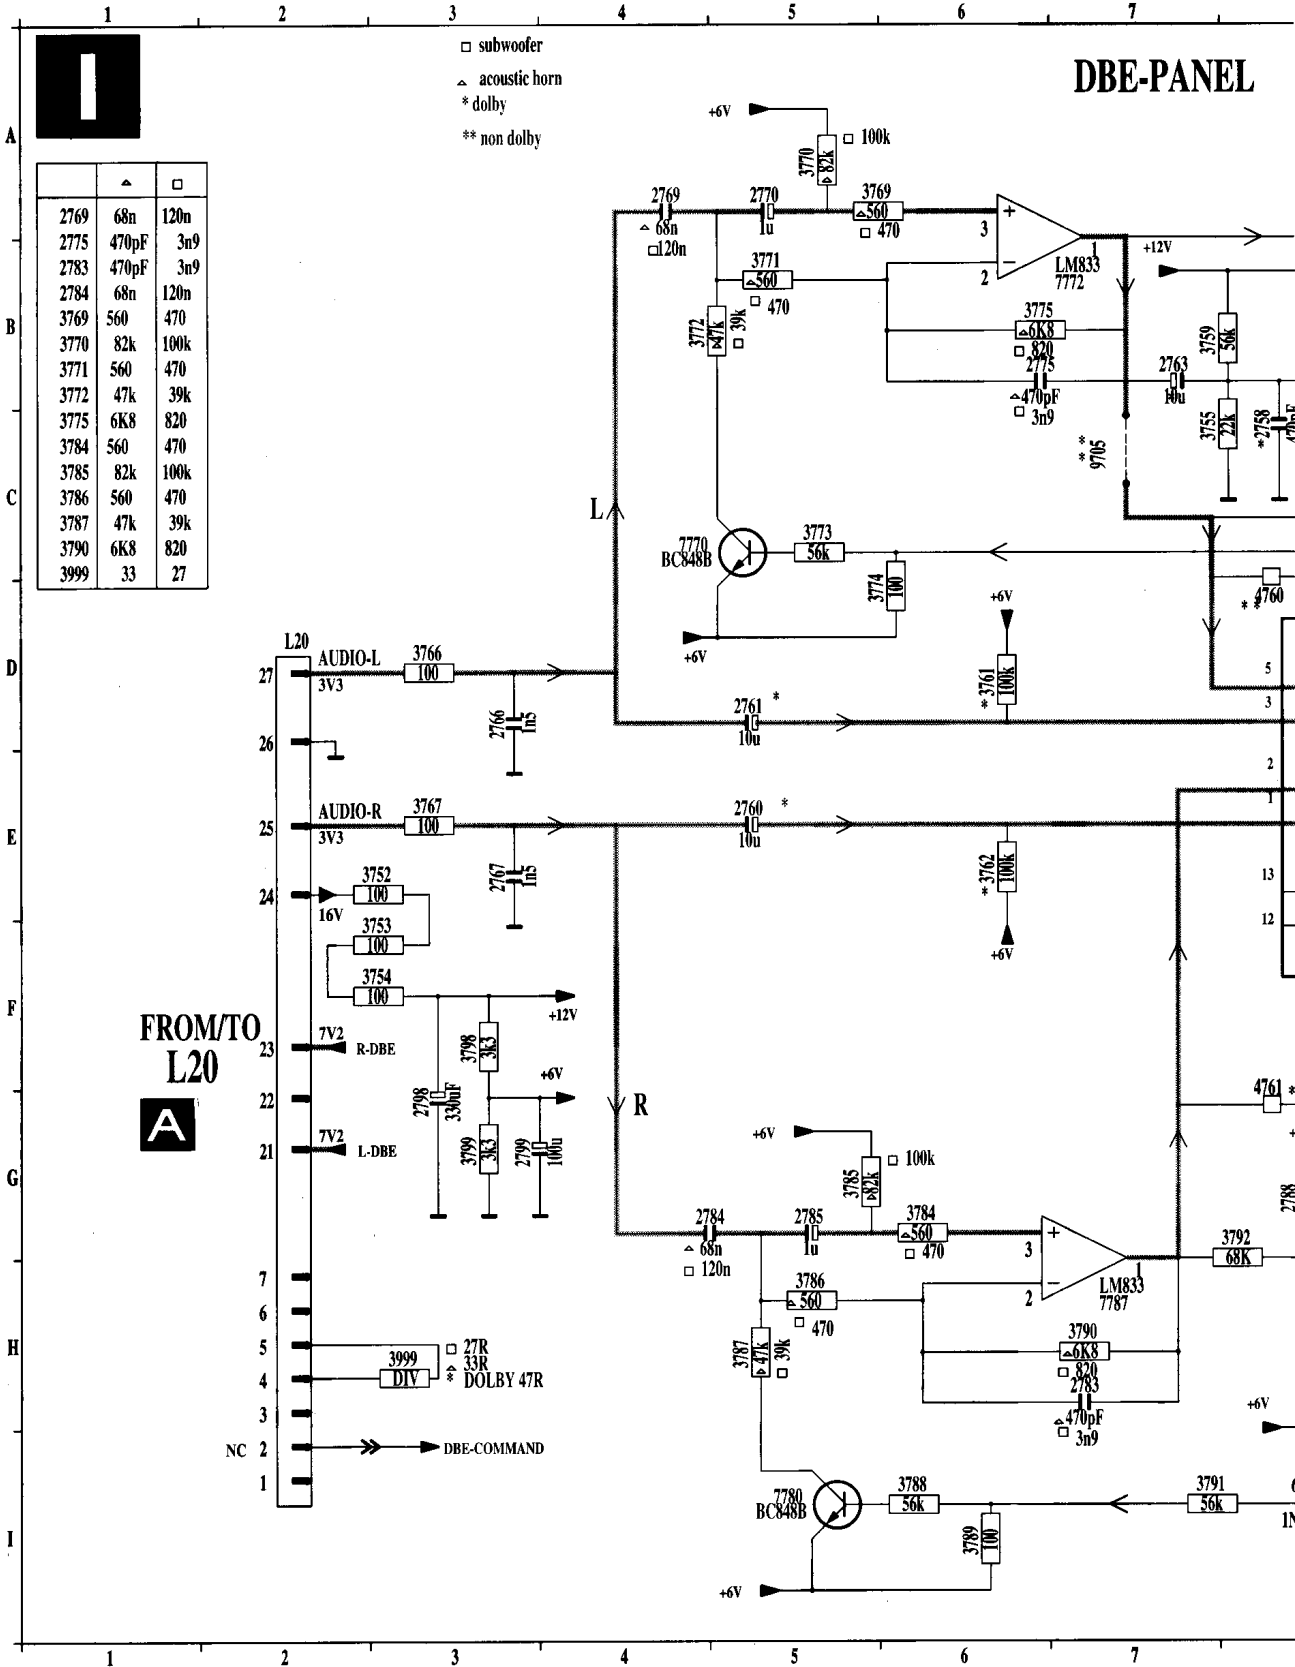 1 2 3 4 5 6 7
I
□ subwoofer
▵ acoustic horn
* dolby
** non dolby
DBE-PANEL
A
B
C
D
E
F
G
H
I
▵ □
2769 68n 120n
2775 470pF 3n9
2783 470pF 3n9
2784 68n 120n
3769 560 470
3770 82k 100k
3771 560 470
3772 47k 39k
3775 6K8 820
3784 560 470
3785 82k 100k
3786 560 470
3787 47k 39k
3790 6K8 820
3999 33 27
+6V
3770
▵ 82k
□ 100k
2769
▵ 68n
□ 120n
2770
1u
3769
▵ 560
□ 470
+
3
−
2
1
LM833
7772
+12V
3771
▵ 560
□ 470
3772
▵ 47k
□ 39k
3775
▵ 6K8
□ 820
2775
▵ 470pF
□ 3n9
3759
56k
2763
10u
3755
22k
* 2758
470pF
* *
9705
L
7770
BC848B
3773
56k
3774
100
+6V
+6V
* *
4760
* 3761
100k
L20
27 AUDIO-L
3V3
3766
100
2766
1n5
26
2761 *
10u
5
3
2
1
13
12
25 AUDIO-R
3V3
3767
100
2767
1n5
2760 *
10u
* 3762
100k
+6V
24
16V
3752
100
3753
100
3754
100
+12V
FROM/TO
L20
A
23 7V2 R-DBE
3798
3k3
+6V
2798
330uF
22
21 7V2 L-DBE
3799
3k3
2799
100u
R
4761 *
+
2788
+6V
3785
▵ 82k
□ 100k
2784
▵ 68n
□ 120n
2785
1u
3784
▵ 560
□ 470
+
3
−
2
1
LM833
7787
3792
68K
3786
▵ 560
□ 470
3787
▵ 47k
□ 39k
3790
▵ 6K8
□ 820
2783
▵ 470pF
□ 3n9
7
6
5
4
3
NC 2
1
3999
DIV
□ 27R
▵ 33R
* DOLBY 47R
DBE-COMMAND
+6V
7780
BC848B
3788
56k
3789
100
3791
56k
6
1N
+6V
1 2 3 4 5 6 7